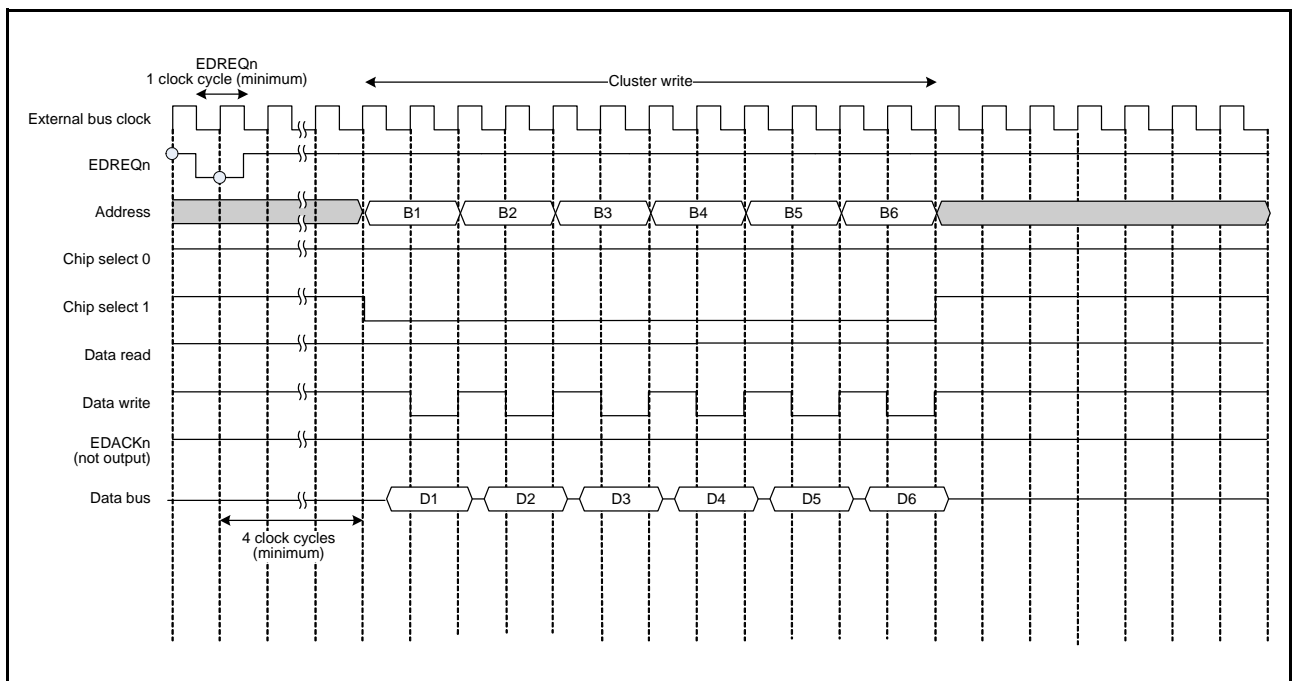 EDREQn
1 clock cycle (minimum)
Cluster write
External bus clock
EDREQn
Address
B1 B2 B3 B4 B5 B6
Chip select 0
Chip select 1
Data read
Data write
EDACKn
(not output)
Data bus
D1 D2 D3 D4 D5 D6
4 clock cycles
(minimum)